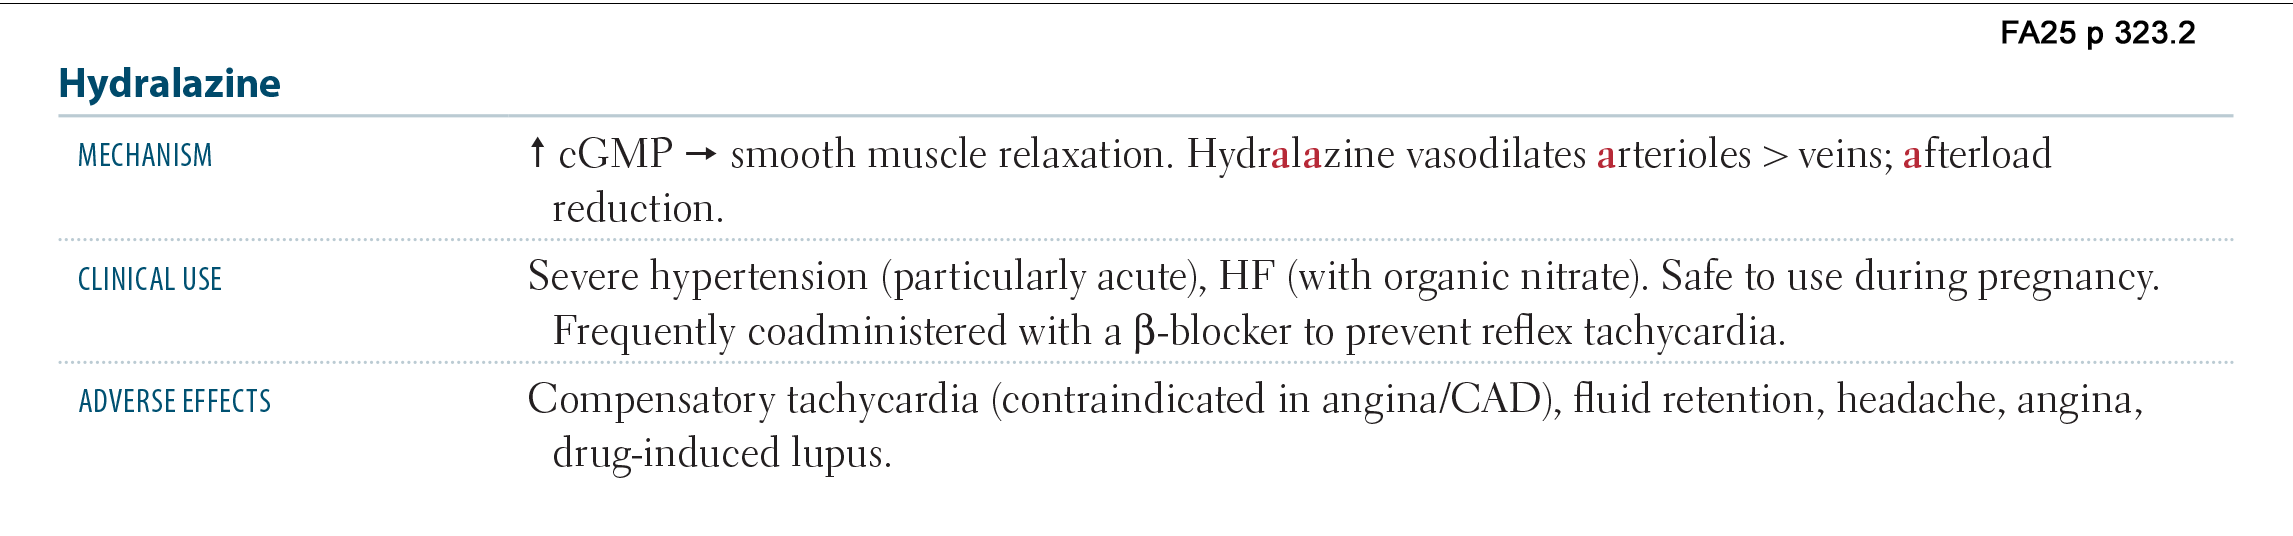 FA25 p 323.2
Hydralazine
MECHANISM
↑ cGMP → smooth muscle relaxation. Hydralazine vasodilates arterioles > veins; afterload
reduction.
CLINICAL USE
Severe hypertension (particularly acute), HF (with organic nitrate). Safe to use during pregnancy.
Frequently coadministered with a β-blocker to prevent reflex tachycardia.
ADVERSE EFFECTS
Compensatory tachycardia (contraindicated in angina/CAD), fluid retention, headache, angina,
drug-induced lupus.